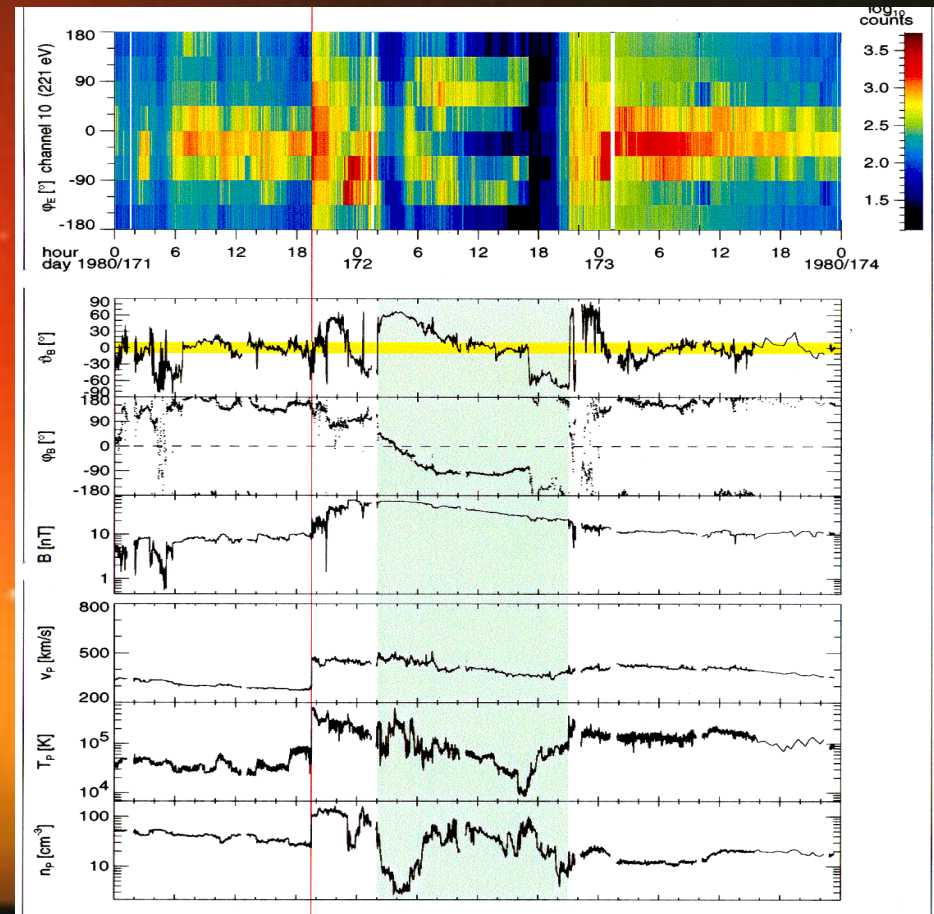 log10
counts
180
90
0
-90
-180
φE [°] channel 10 (221 eV)
3.5
3.0
2.5
2.0
1.5
hour 0 6 12 18 0 6 12 18 0 6 12 18 0
day 1980/171 172 173 1980/174
90
60
30
0
-30
-60
-90
ϑB [°]
180
90
0
-90
-180
φB [°]
10
1
B [nT]
800
500
200
vP [km/s]
10^5
10^4
TP [K]
100
10
nP [cm^-3]